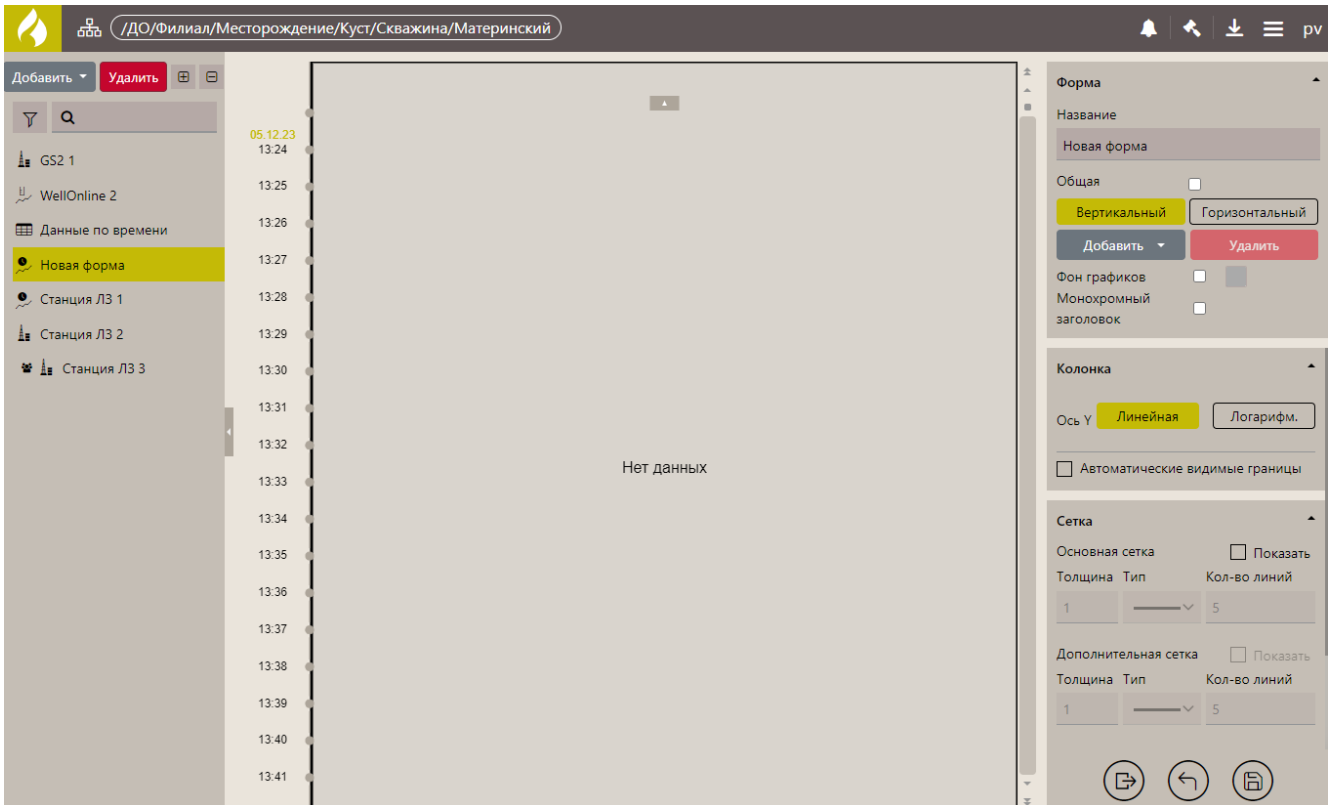 /ДО/Филиал/Месторождение/Куст/Скважина/Материнский
pv
Добавить
Удалить
GS2 1
WellOnline 2
Данные по времени
Новая форма
Станция ЛЗ 1
Станция ЛЗ 2
Станция ЛЗ 3
05.12.23
13:24
13:25
13:26
13:27
13:28
13:29
13:30
13:31
13:32
13:33
13:34
13:35
13:36
13:37
13:38
13:39
13:40
13:41
Нет данных
Форма
Название
Новая форма
Общая
Вертикальный Горизонтальный
Добавить Удалить
Фон графиков
Монохромный
заголовок
Колонка
Ось Y Линейная Логарифм.
Автоматические видимые границы
Сетка
Основная сетка Показать
Толщина Тип Кол-во линий
1 5
Дополнительная сетка Показать
Толщина Тип Кол-во линий
1 5